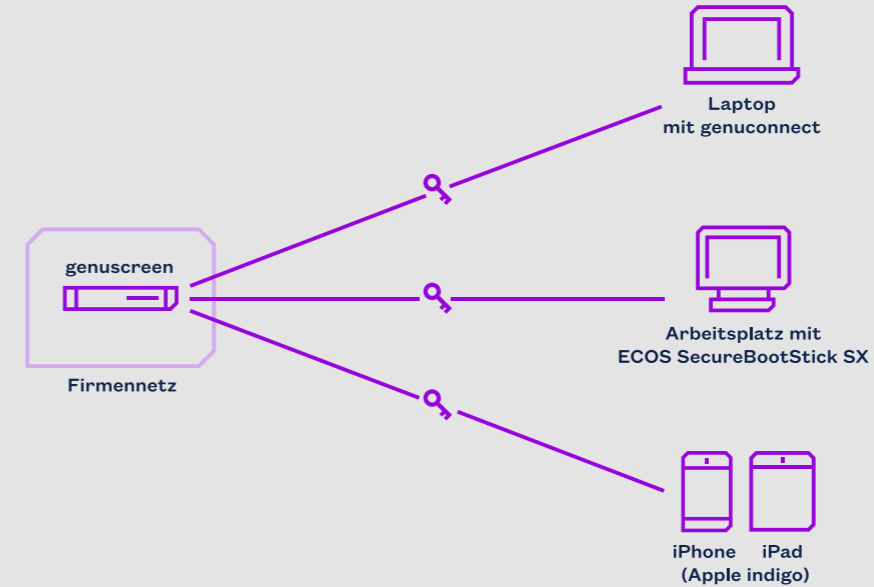 Laptop
mit genuconnect
genuscreen
Firmennetz
Arbeitsplatz mit
ECOS SecureBootStick SX
iPhone iPad
(Apple indigo)